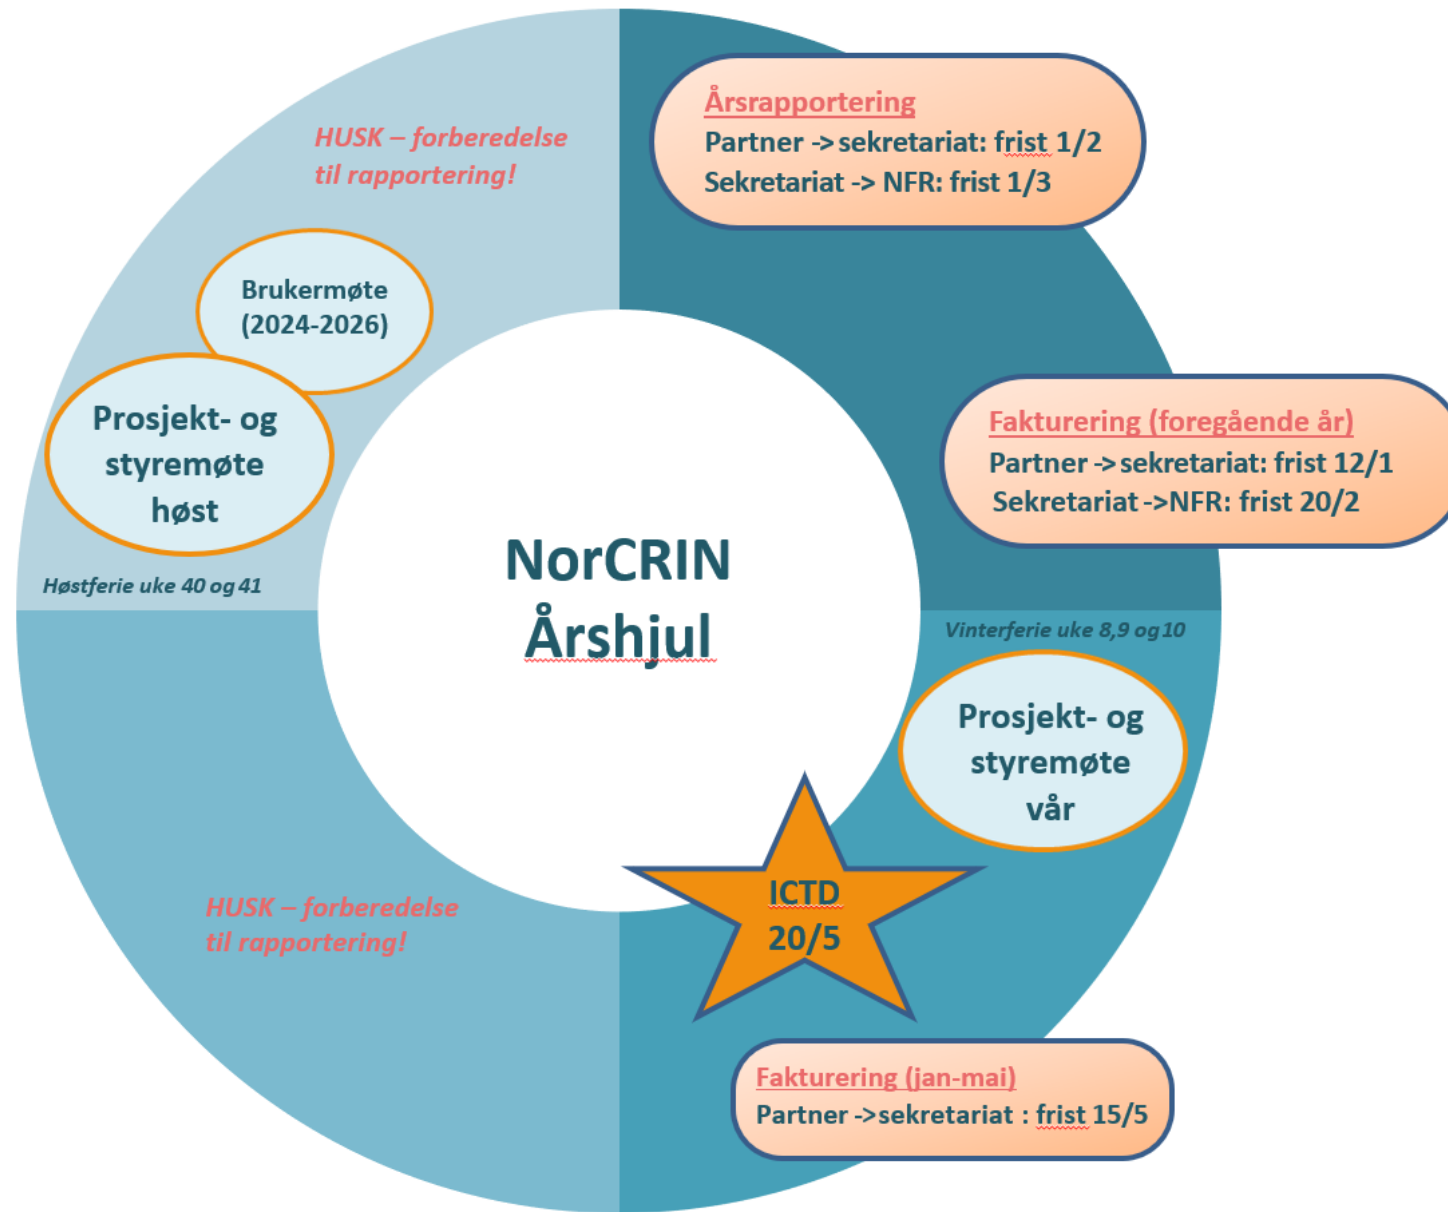 HUSK – forberedelse
til rapportering!
Årsrapportering
Partner -> sekretariat: frist 1/2
Sekretariat -> NFR: frist 1/3
Brukermøte
(2024-2026)
Prosjekt- og
styremøte
høst
Høstferie uke 40 og 41
Fakturering (foregående år)
Partner -> sekretariat: frist 12/1
Sekretariat ->NFR: frist 20/2
NorCRIN
Årshjul
Vinterferie uke 8,9 og 10
Prosjekt- og
styremøte
vår
ICTD
20/5
HUSK – forberedelse
til rapportering!
Fakturering (jan-mai)
Partner -> sekretariat : frist 15/5